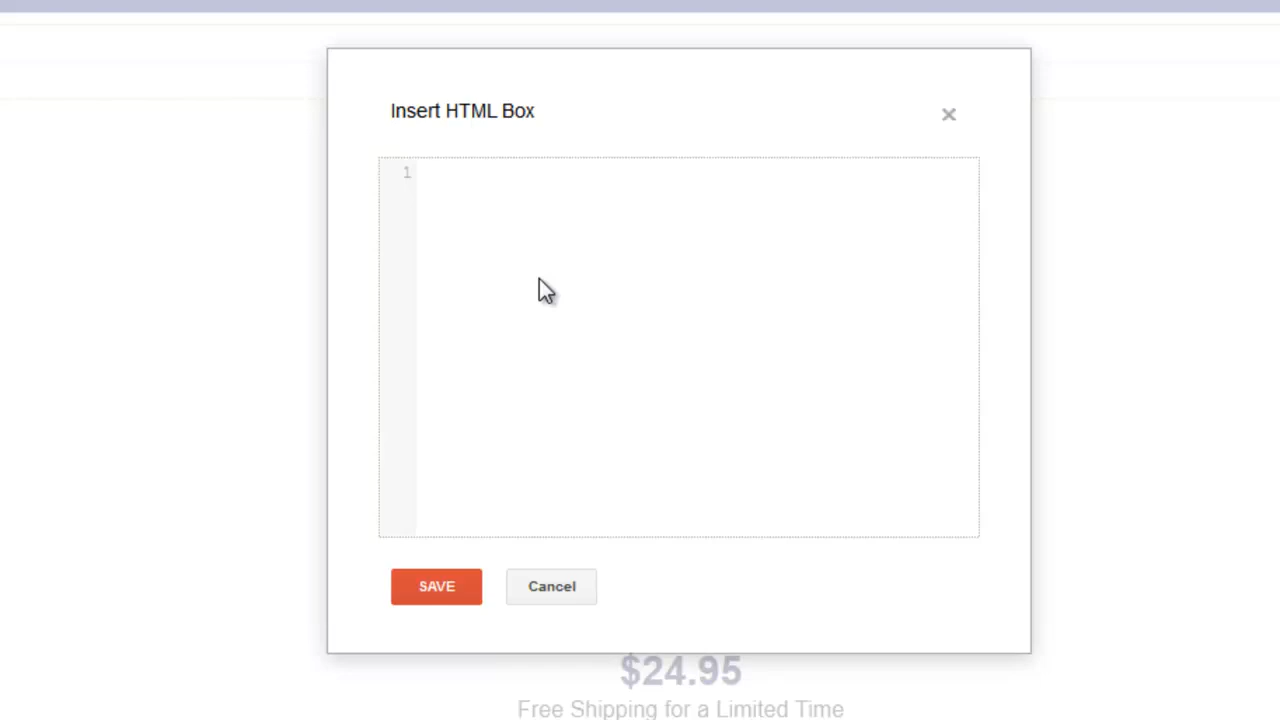 Insert HTML Box
×
1
SAVE
Cancel
$24.95
Free Shipping for a Limited Time